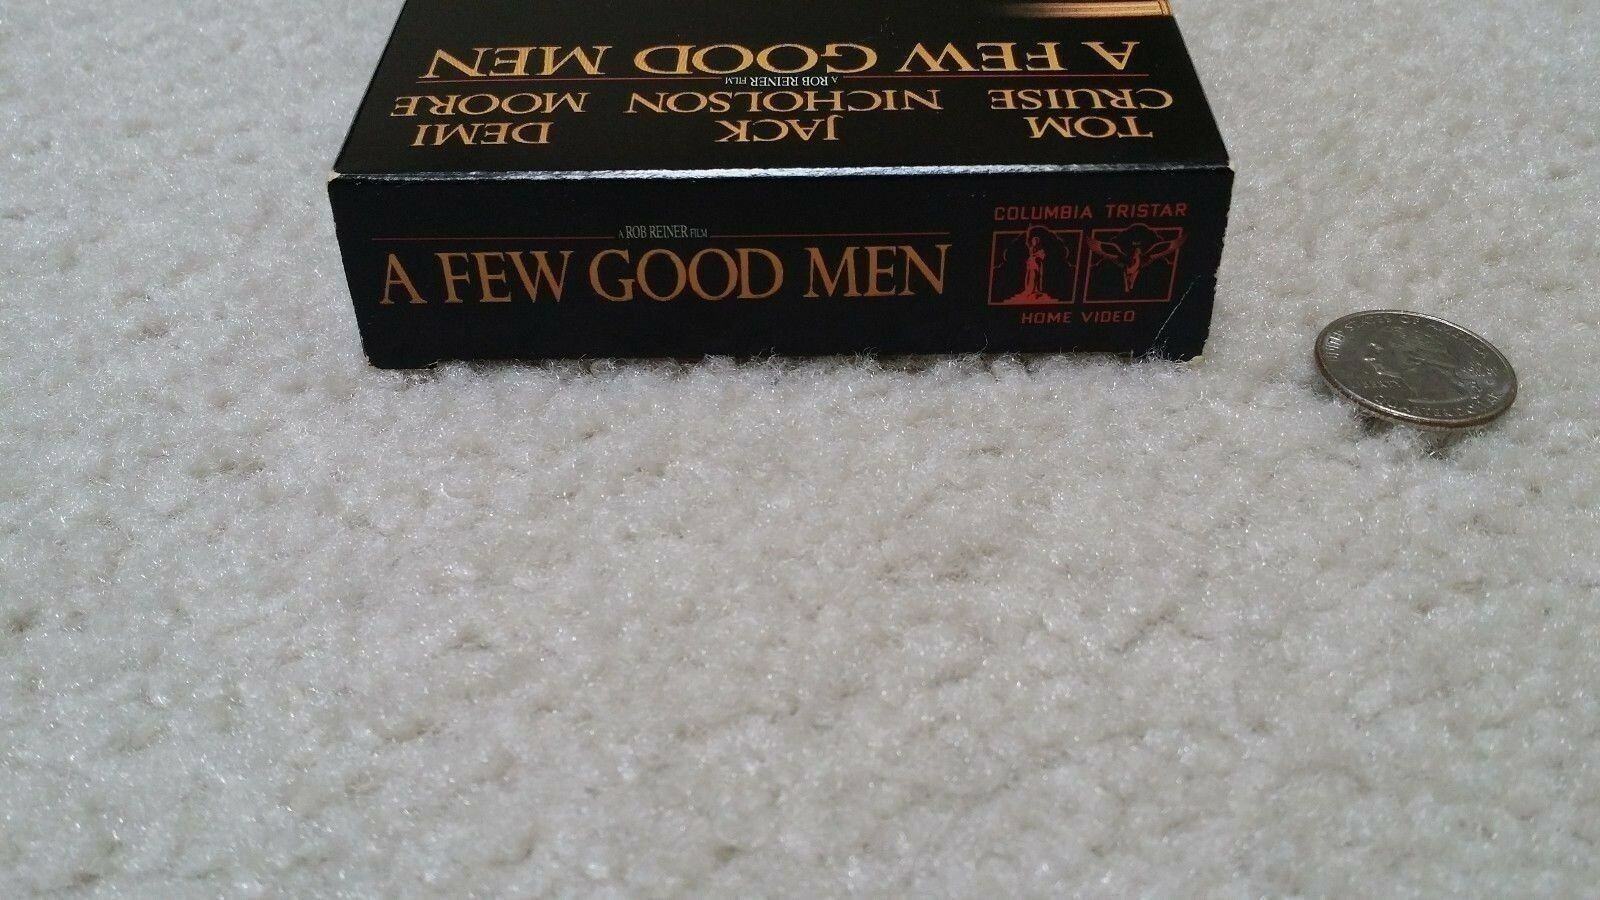 TOM JACK DEMI
CRUISE NICHOLSON MOORE
A ROB REINER FILM
A FEW GOOD MEN
A ROB REINER FILM
A FEW GOOD MEN
COLUMBIA TRISTAR
HOME VIDEO